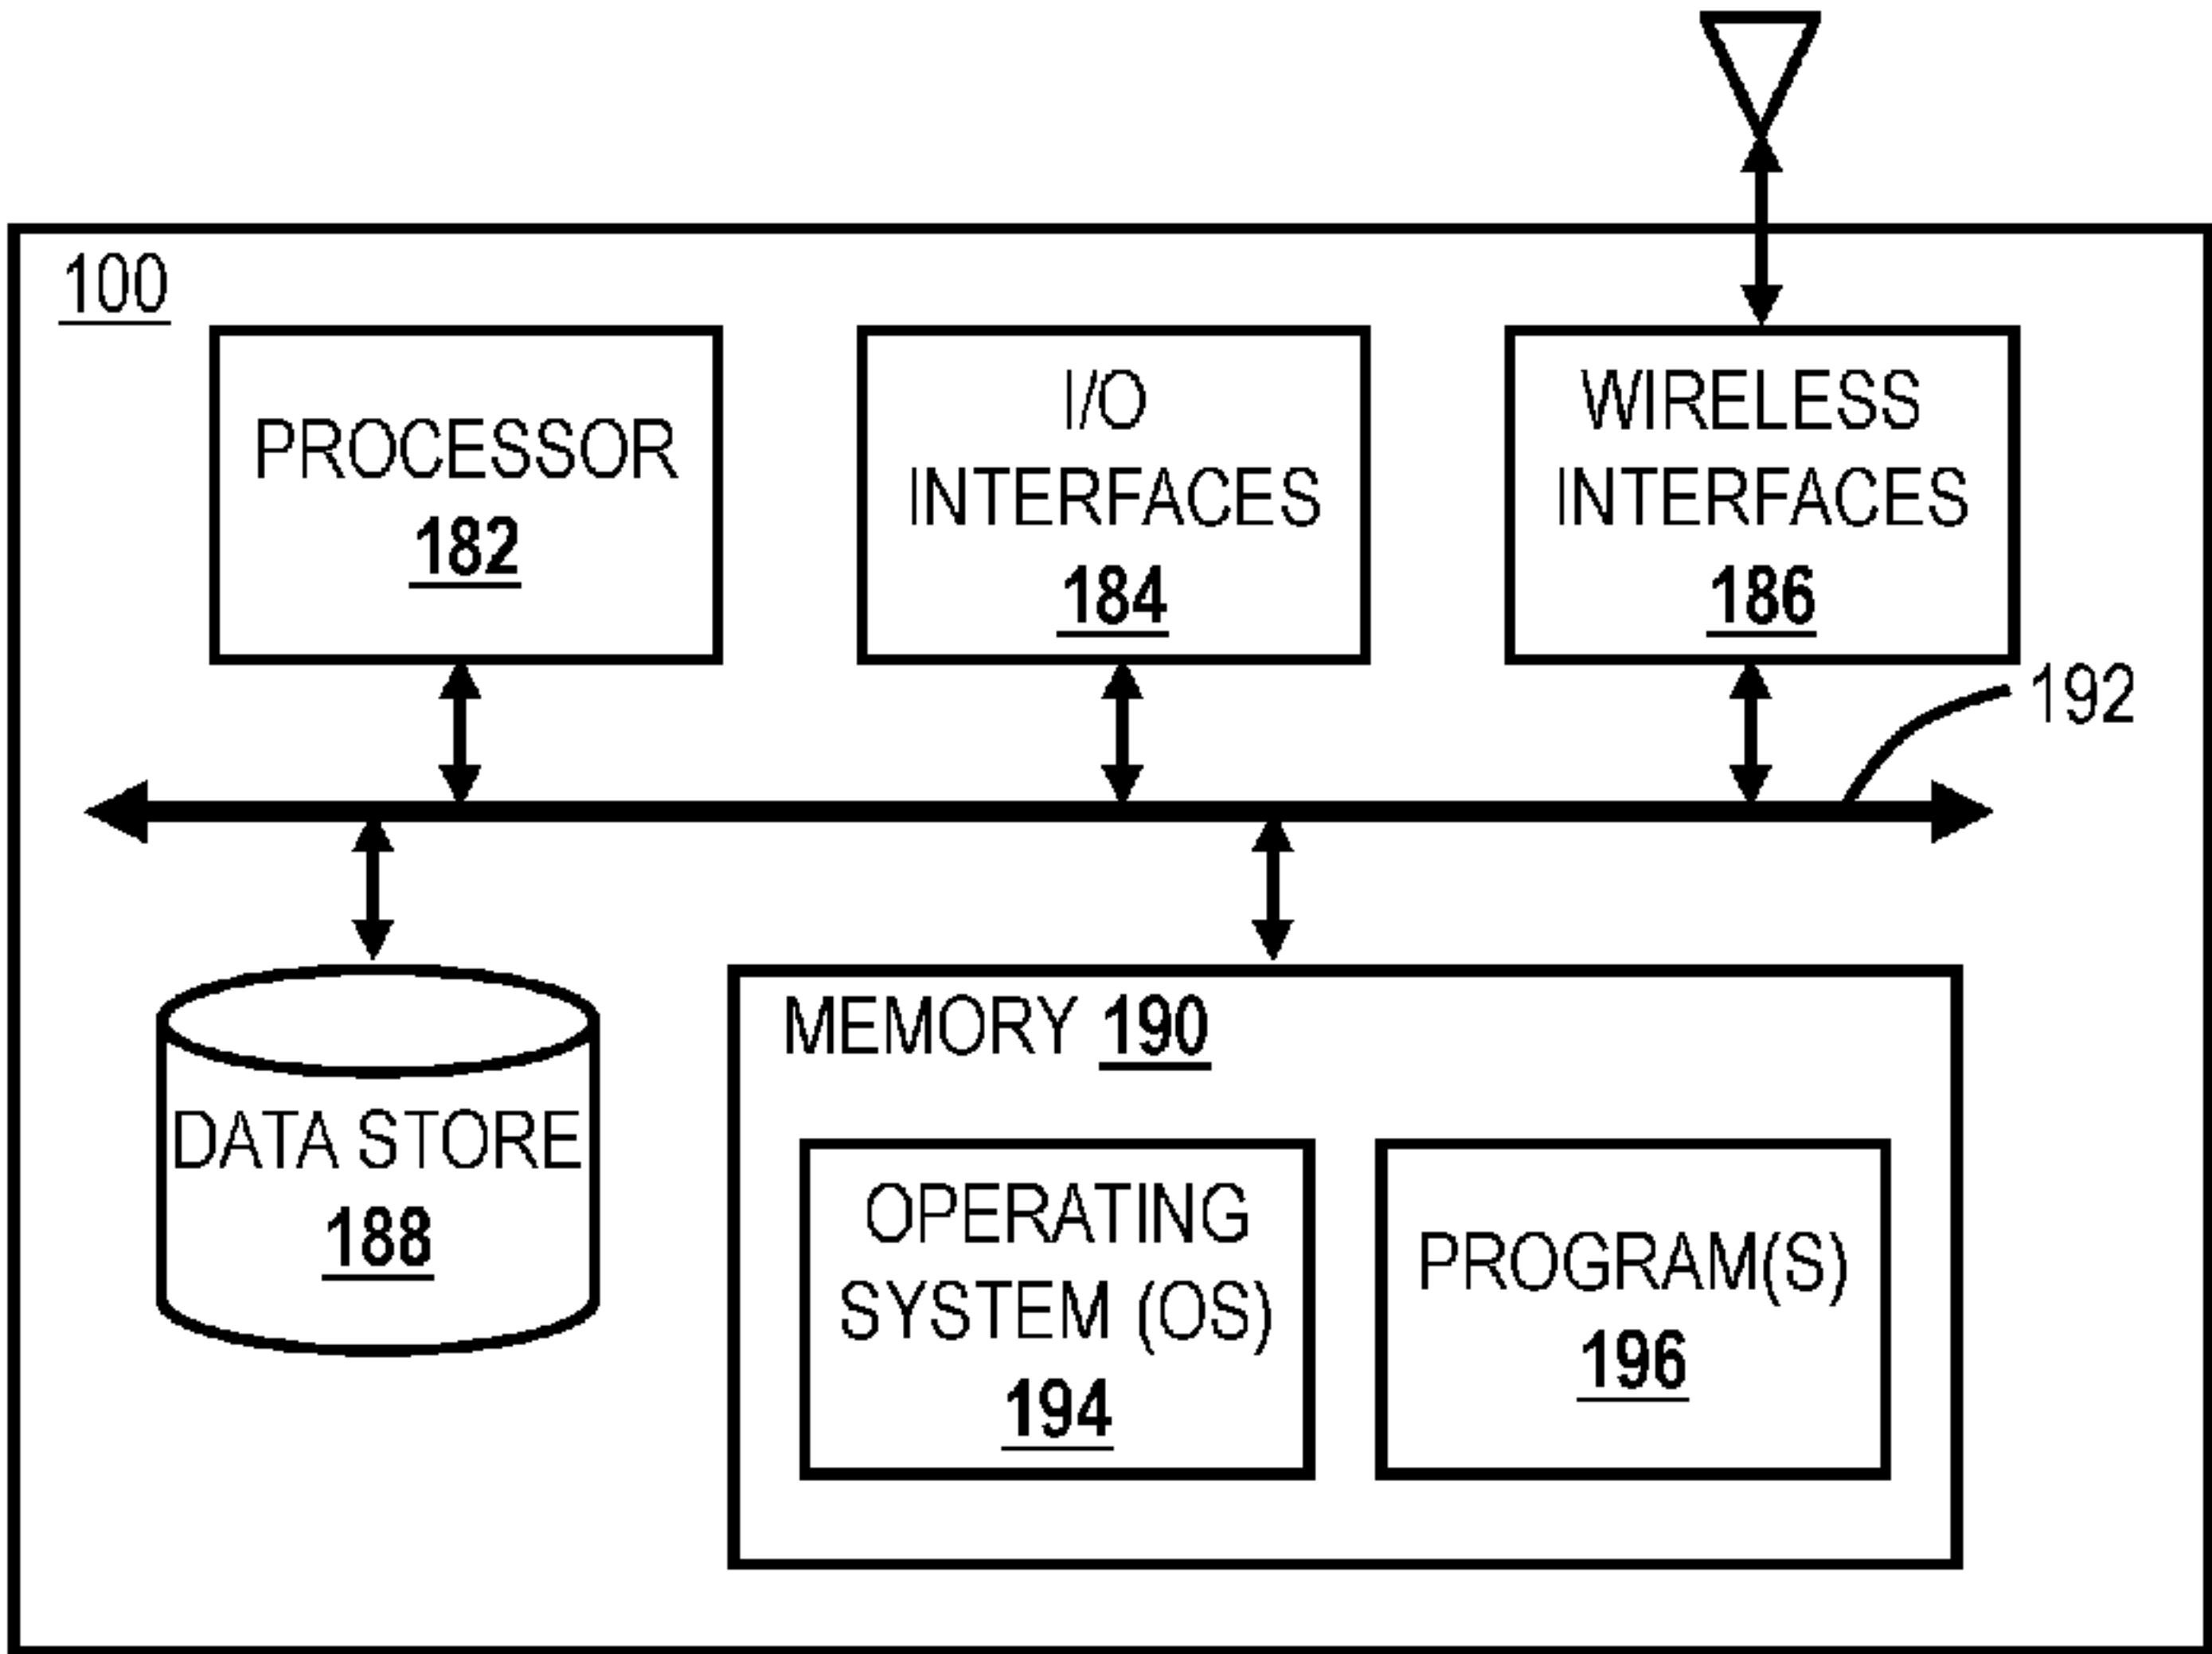 100
PROCESSOR
182
I/O
INTERFACES
184
WIRELESS
INTERFACES
186
192
DATA STORE
188
MEMORY 190
OPERATING
SYSTEM (OS)
194
PROGRAM(S)
196